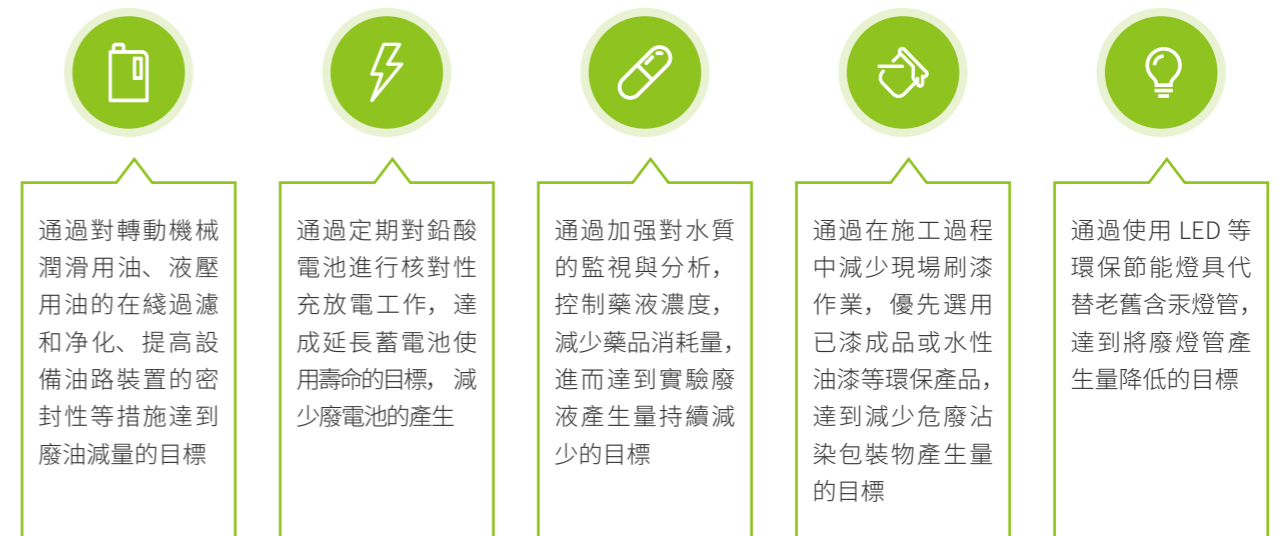 通過對轉動機械
潤滑用油、液壓
用油的在綫過濾
和净化、提高設
備油路裝置的密
封性等措施達到
廢油減量的目標
通過定期對鉛酸
電池進行核對性
充放電工作，達
成延長蓄電池使
用壽命的目標，減
少廢電池的產生
通過加强對水質
的監視與分析，
控制藥液濃度，
減少藥品消耗量，
進而達到實驗廢
液產生量持續減
少的目標
通過在施工過程
中減少現場刷漆
作業，優先選用
已漆成品或水性
油漆等環保產品，
達到減少危廢沾
染包裝物產生量
的目標
通過使用 LED 等
環保節能燈具代
替老舊含汞燈管，
達到將廢燈管產
生量降低的目標